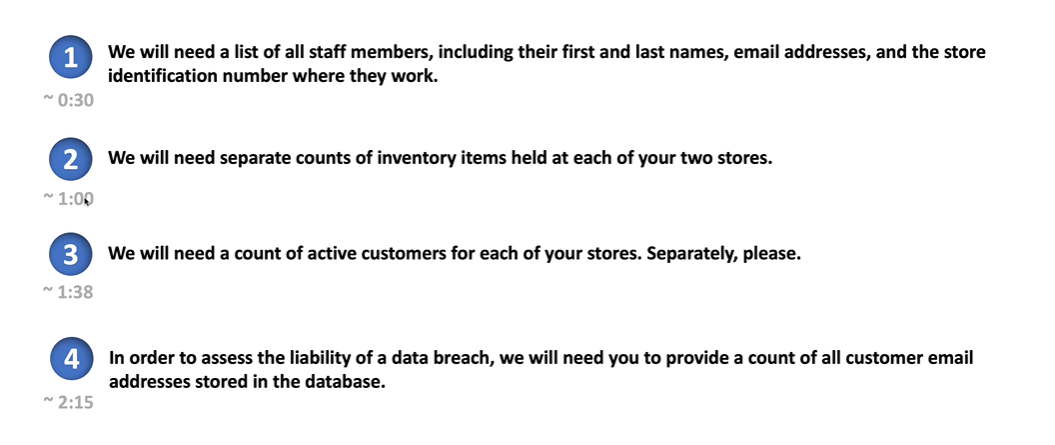 1
We will need a list of all staff members, including their first and last names, email addresses, and the store
identification number where they work.
~ 0:30
2
We will need separate counts of inventory items held at each of your two stores.
~ 1:00
3
We will need a count of active customers for each of your stores. Separately, please.
~ 1:38
4
In order to assess the liability of a data breach, we will need you to provide a count of all customer email
addresses stored in the database.
~ 2:15